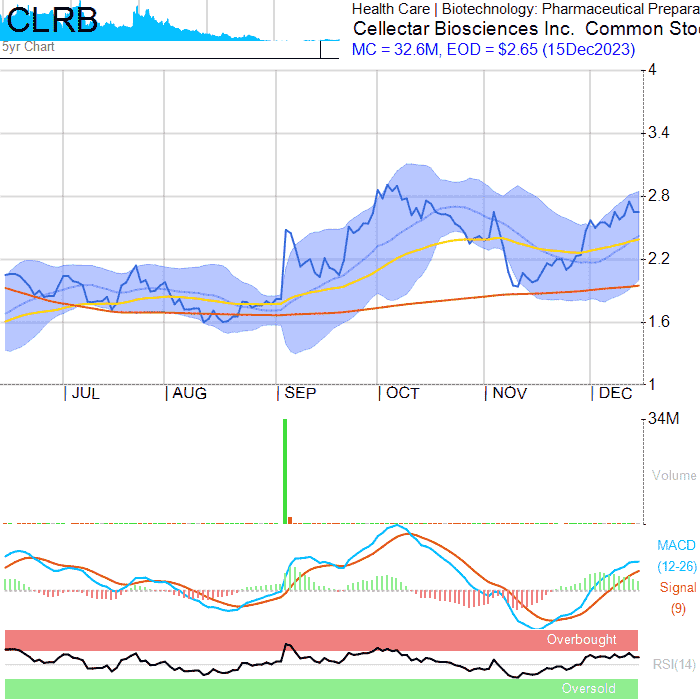 CLRB
5yr Chart
Health Care | Biotechnology: Pharmaceutical Prepara
Cellectar Biosciences Inc. Common Sto
MC = 32.6M, EOD = $2.65 (15Dec2023)
4
3.4
2.8
2.2
1.6
1
JUL AUG SEP OCT NOV DEC
34M
Volume
MACD
(12-26)
Signal
(9)
Overbought
RSI(14)
Oversold